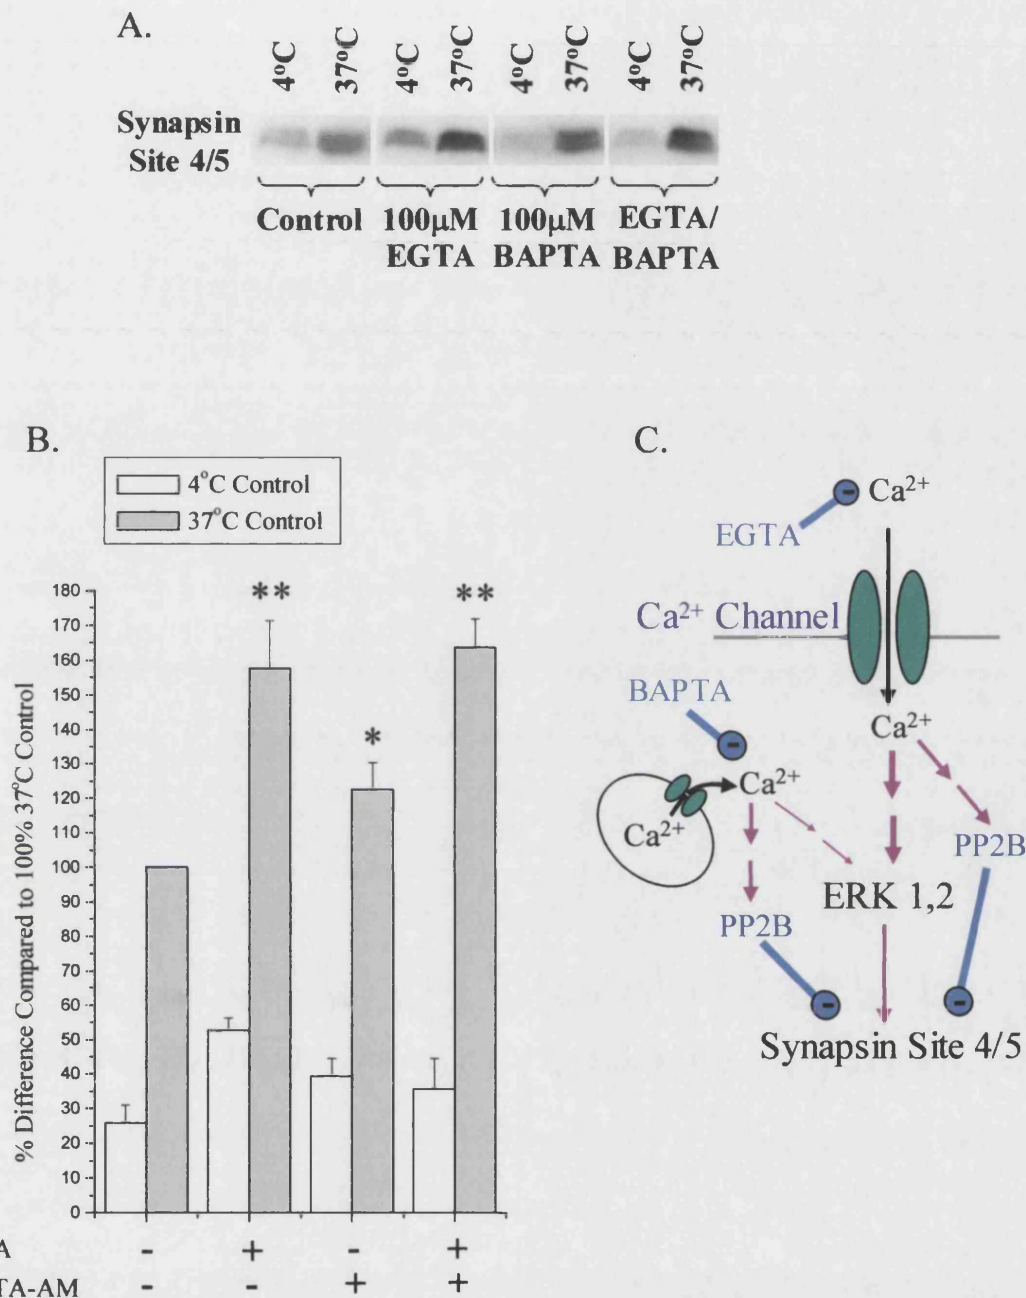 A.
4°C 37°C 4°C 37°C 4°C 37°C 4°C 37°C
Synapsin
Site 4/5
Control 100µM EGTA 100µM BAPTA EGTA/ BAPTA
B.
4°C Control
37°C Control
% Difference Compared to 100% 37°C Control
180
170
160
150
140
130
120
110
100
90
80
70
60
50
40
30
20
10
0
** * **
A - + - +
TA-AM - - + +
C.
- Ca²⁺
EGTA
Ca²⁺ Channel
BAPTA
-
Ca²⁺
Ca²⁺
Ca²⁺
PP2B
ERK 1,2
PP2B
- -
Synapsin Site 4/5